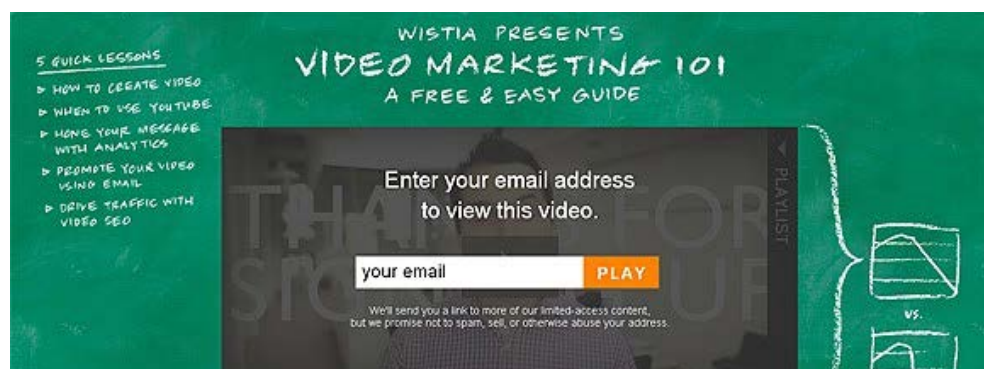 WISTIA PRESENTS
VIDEO MARKETING 101
A FREE & EASY GUIDE
5 QUICK LESSONS
▹ HOW TO CREATE VIDEO
▹ WHEN TO USE YOUTUBE
▹ HONE YOUR MESSAGE
WITH ANALYTICS
▹ PROMOTE YOUR VIDEO
USING EMAIL
▹ DRIVE TRAFFIC WITH
VIDEO SEO
Enter your email address
to view this video.
your email
PLAY
We'll send you a link to more of our limited-access content,
but we promise not to spam, sell, or otherwise abuse your address.
PLAYLIST
VS.